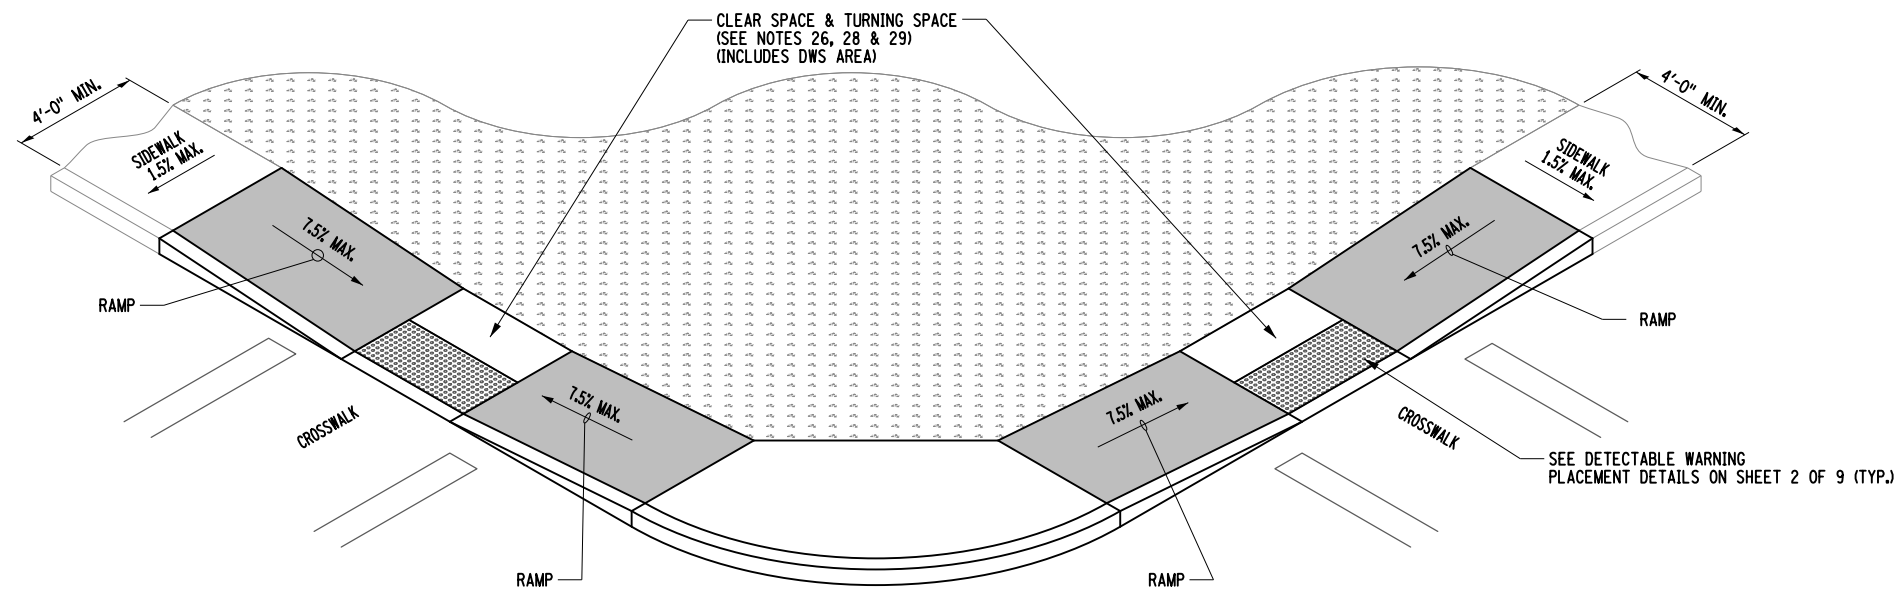 CLEAR SPACE & TURNING SPACE
(SEE NOTES 26, 28 & 29)
(INCLUDES DWS AREA)
4'-0" MIN.
4'-0" MIN.
SIDEWALK
1.5% MAX.
SIDEWALK
1.5% MAX.
7.5% MAX.
7.5% MAX.
RAMP
RAMP
7.5% MAX.
7.5% MAX.
CROSSWALK
CROSSWALK
SEE DETECTABLE WARNING
PLACEMENT DETAILS ON SHEET 2 OF 9 (TYP.)
RAMP
RAMP